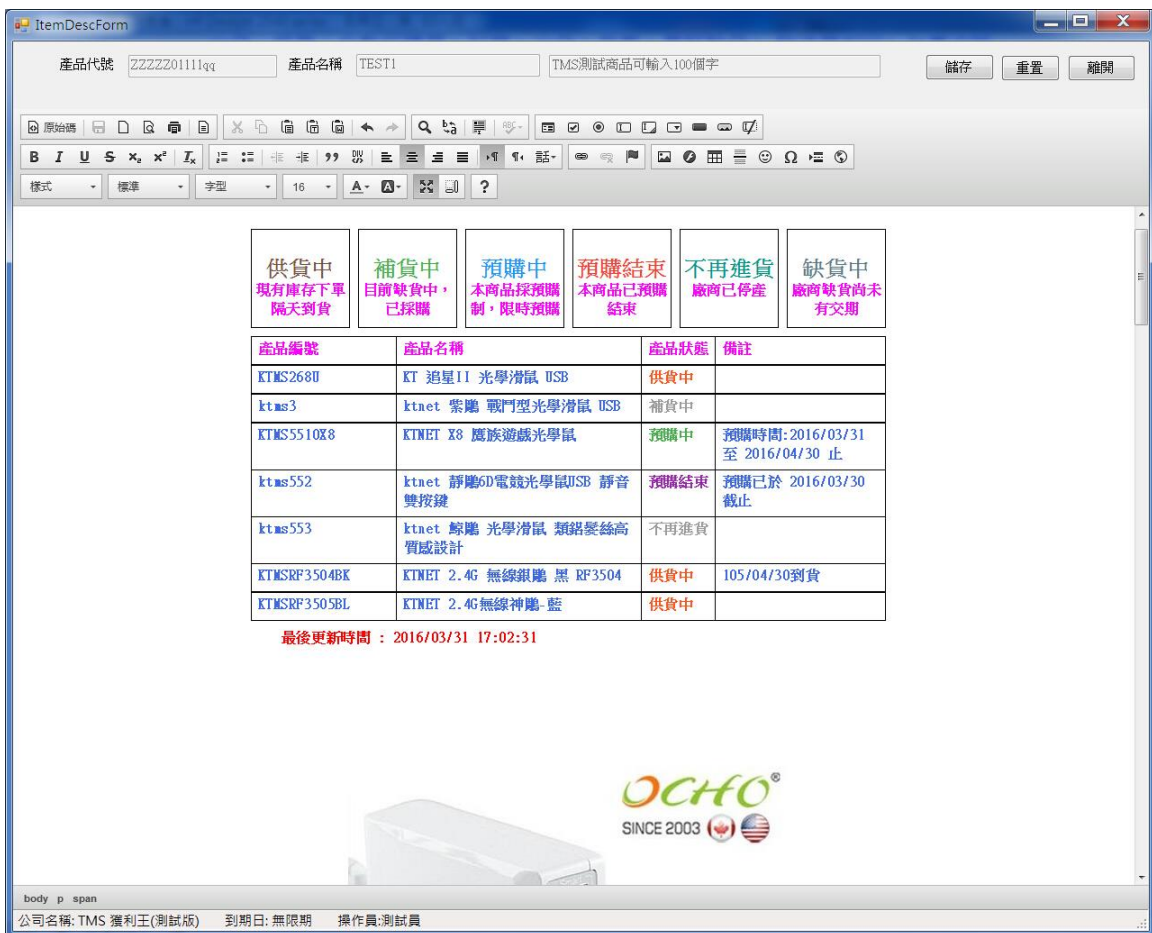 ItemDescForm
產品代號 ZZZZZ01111qq 產品名稱 TEST1 TMS測試商品可輸入100個字 儲存 重置 離開
原始碼
ABC
B I U S x₂ x² Iₓ DIV 話
樣式 標準 字型 16 A A ?
供貨中
現有庫存下單
隔天到貨
補貨中
目前缺貨中，
已採購
預購中
本商品採預購
制，限時預購
預購結束
本商品已預購
結束
不再進貨
廠商已停產
缺貨中
廠商缺貨尚未
有交期
產品編號 產品名稱 產品狀態 備註
KTMS268U KT 追星II 光學滑鼠 USB 供貨中
ktms3 ktnet 紫鵰 戰鬥型光學滑鼠 USB 補貨中
KTMS5510X8 KTNET X8 鷹族遊戲光學鼠 預購中 預購時間:2016/03/31
至 2016/04/30 止
ktms552 ktnet 靜鵰6D電競光學鼠USB 靜音 預購結束 預購已於 2016/03/30
雙按鍵 截止
ktms553 ktnet 鯨鵰 光學滑鼠 類鋁髮絲高 不再進貨
質感設計
KTMSRF3504BK KTNET 2.4G 無線銀鵰 黑 RF3504 供貨中 105/04/30到貨
KTMSRF3505BL KTNET 2.4G無線神鵰-藍 供貨中
最後更新時間 : 2016/03/31 17:02:31
OCHO®
SINCE 2003
body p span
公司名稱: TMS 獲利王(測試版) 到期日: 無限期 操作員:測試員